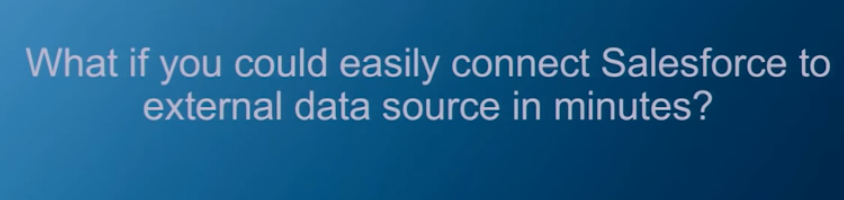 What if you could easily connect Salesforce to
external data source in minutes?